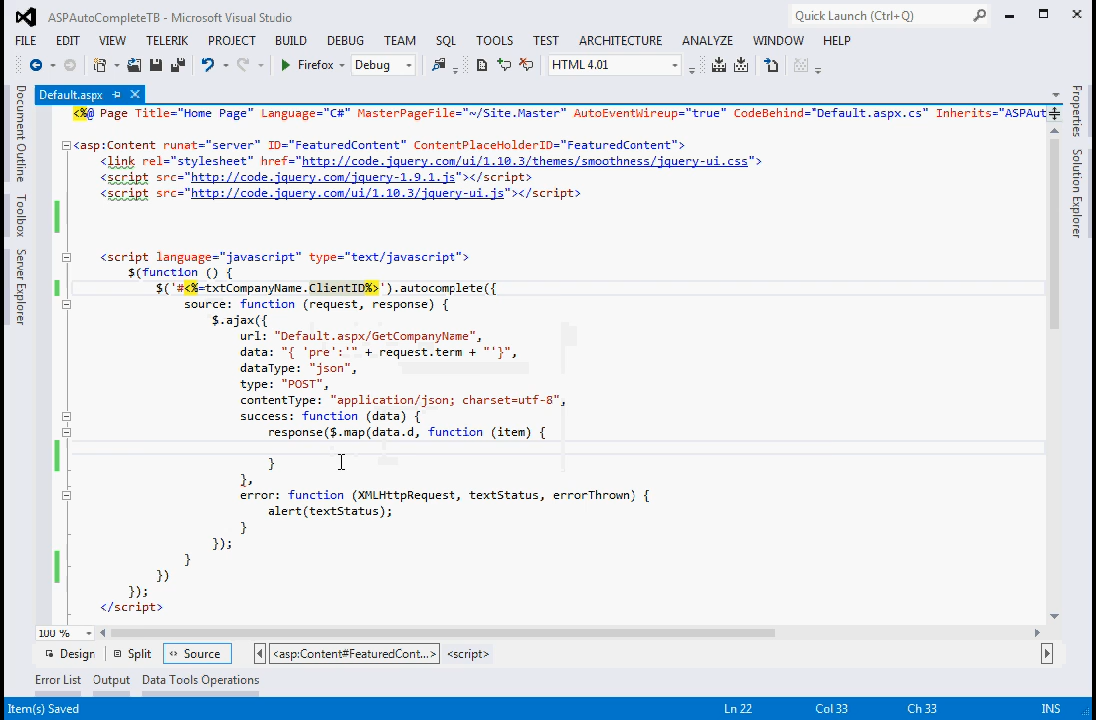 ASPAutoCompleteTB - Microsoft Visual Studio
Quick Launch (Ctrl+Q)
FILE EDIT VIEW TELERIK PROJECT BUILD DEBUG TEAM SQL TOOLS TEST ARCHITECTURE ANALYZE WINDOW HELP
Firefox Debug HTML 4.01
Document Outline
Toolbox
Server Explorer
Default.aspx
<%@ Page Title="Home Page" Language="C#" MasterPageFile="~/Site.Master" AutoEventWireup="true" CodeBehind="Default.aspx.cs" Inherits="ASPAut
<asp:Content runat="server" ID="FeaturedContent" ContentPlaceHolderID="FeaturedContent">
<link rel="stylesheet" href="http://code.jquery.com/ui/1.10.3/themes/smoothness/jquery-ui.css">
<script src="http://code.jquery.com/jquery-1.9.1.js"></script>
<script src="http://code.jquery.com/ui/1.10.3/jquery-ui.js"></script>
<script language="javascript" type="text/javascript">
$(function () {
$('#<%=txtCompanyName.ClientID%>').autocomplete({
source: function (request, response) {
$.ajax({
url: "Default.aspx/GetCompanyName",
data: "{ 'pre':'" + request.term + "'}",
dataType: "json",
type: "POST",
contentType: "application/json; charset=utf-8",
success: function (data) {
response($.map(data.d, function (item) {
}
},
error: function (XMLHttpRequest, textStatus, errorThrown) {
alert(textStatus);
}
});
}
})
});
</script>
Properties
Solution Explorer
100 %
Design Split Source <asp:Content#FeaturedCont...> <script>
Error List Output Data Tools Operations
Item(s) Saved Ln 22 Col 33 Ch 33 INS